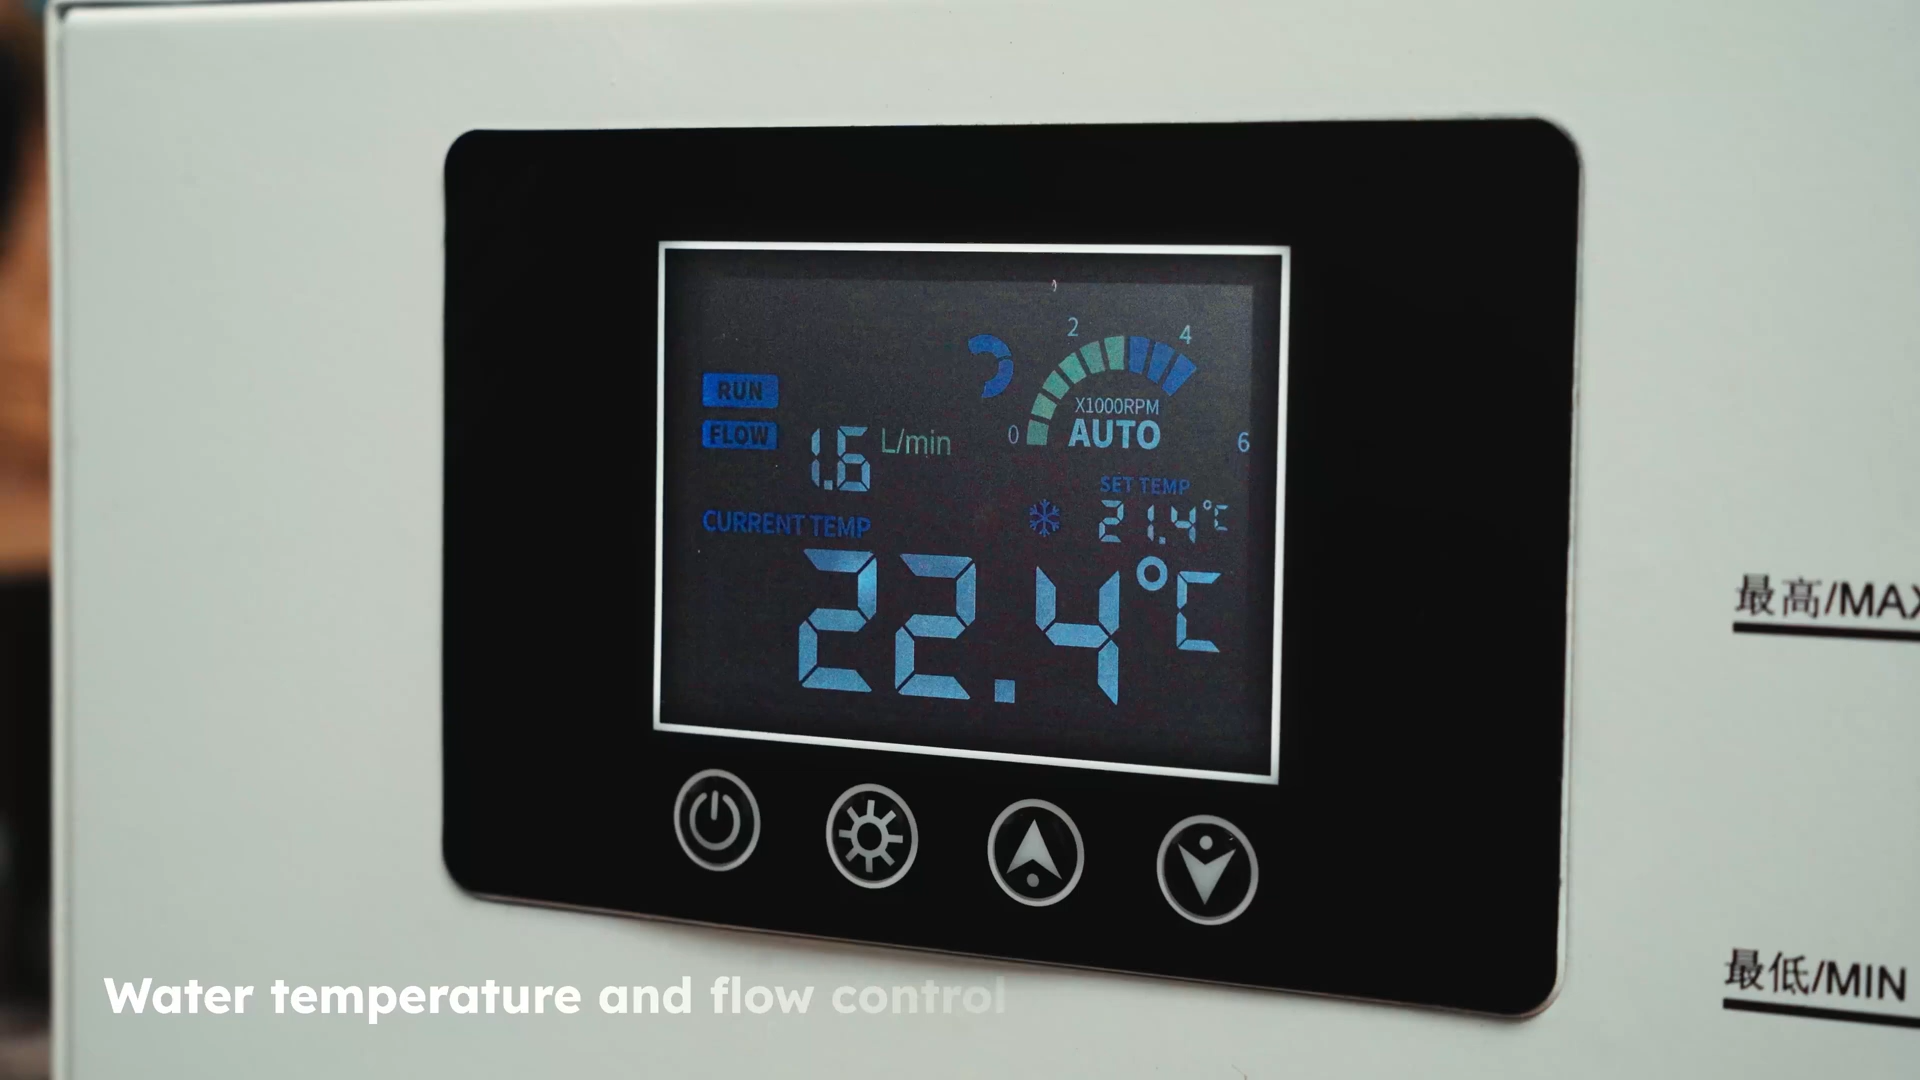 2
4
X1000RPM
0
AUTO
6
RUN
FLOW
1.6 L/min
SET TEMP
21.4°C
CURRENT TEMP
22.4°C
最高/MAX
最低/MIN
Water temperature and flow control